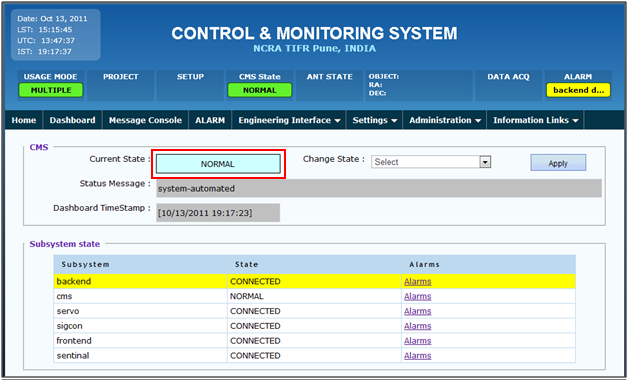 Date: Oct 13, 2011
LST: 15:15:45
UTC: 13:47:37
IST: 19:17:37
CONTROL & MONITORING SYSTEM
NCRA TIFR Pune, INDIA
USAGE MODE PROJECT SETUP CMS State ANT STATE OBJECT: DATA ACQ ALARM
RA:
DEC:
MULTIPLE NORMAL backend d...
Home Dashboard Message Console ALARM Engineering Interface Settings Administration Information Links
CMS
Current State : NORMAL Change State : Select Apply
Status Message : system-automated
Dashboard TimeStamp : [10/13/2011 19:17:23]
Subsystem state
Subsystem State Alarms
backend CONNECTED Alarms
cms NORMAL Alarms
servo CONNECTED Alarms
sigcon CONNECTED Alarms
frontend CONNECTED Alarms
sentinal CONNECTED Alarms